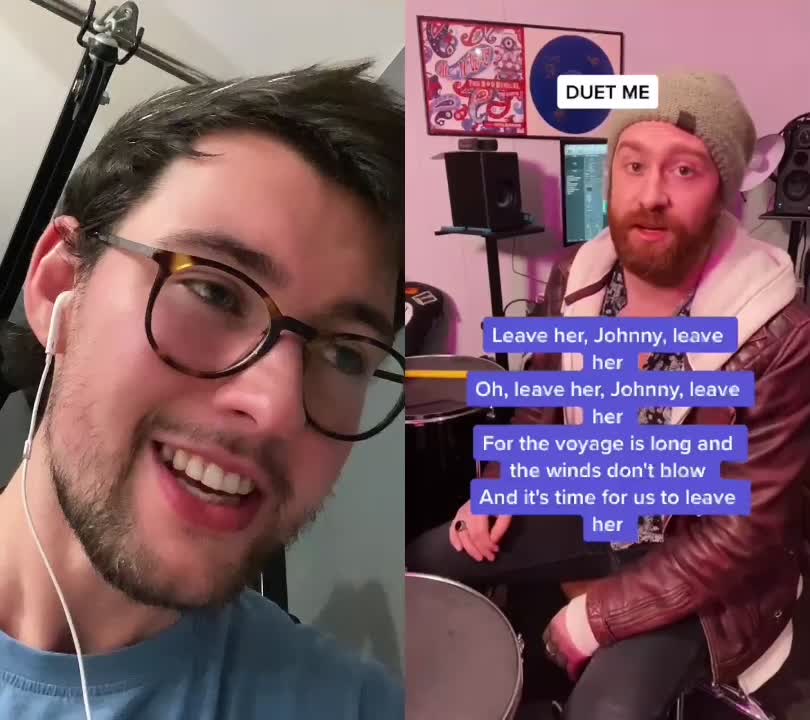 DUET ME
Leave her, Johnny, leave
her
Oh, leave her, Johnny, leave
her
For the voyage is long and
the winds don't blow
And it's time for us to leave
her